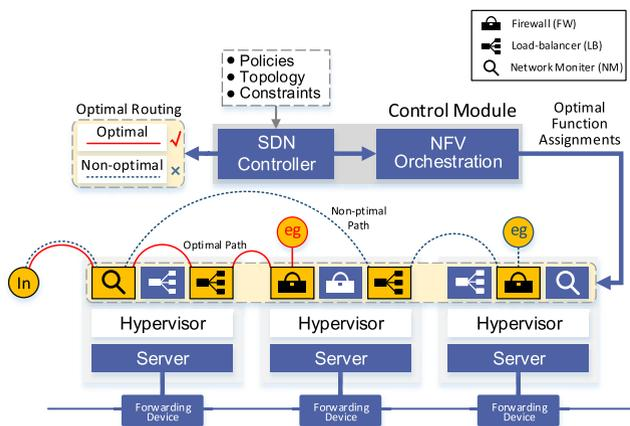 Firewall (FW)
Load-balancer (LB)
Network Moniter (NM)
● Policies
● Topology
● Constraints
Optimal Routing
Optimal
Non-optimal
Control Module
SDN
Controller
NFV
Orchestration
Optimal
Function
Assignments
Non-ptimal
Path
Optimal Path
eg
eg
In
Hypervisor
Hypervisor
Hypervisor
Server
Server
Server
Forwarding
Device
Forwarding
Device
Forwarding
Device